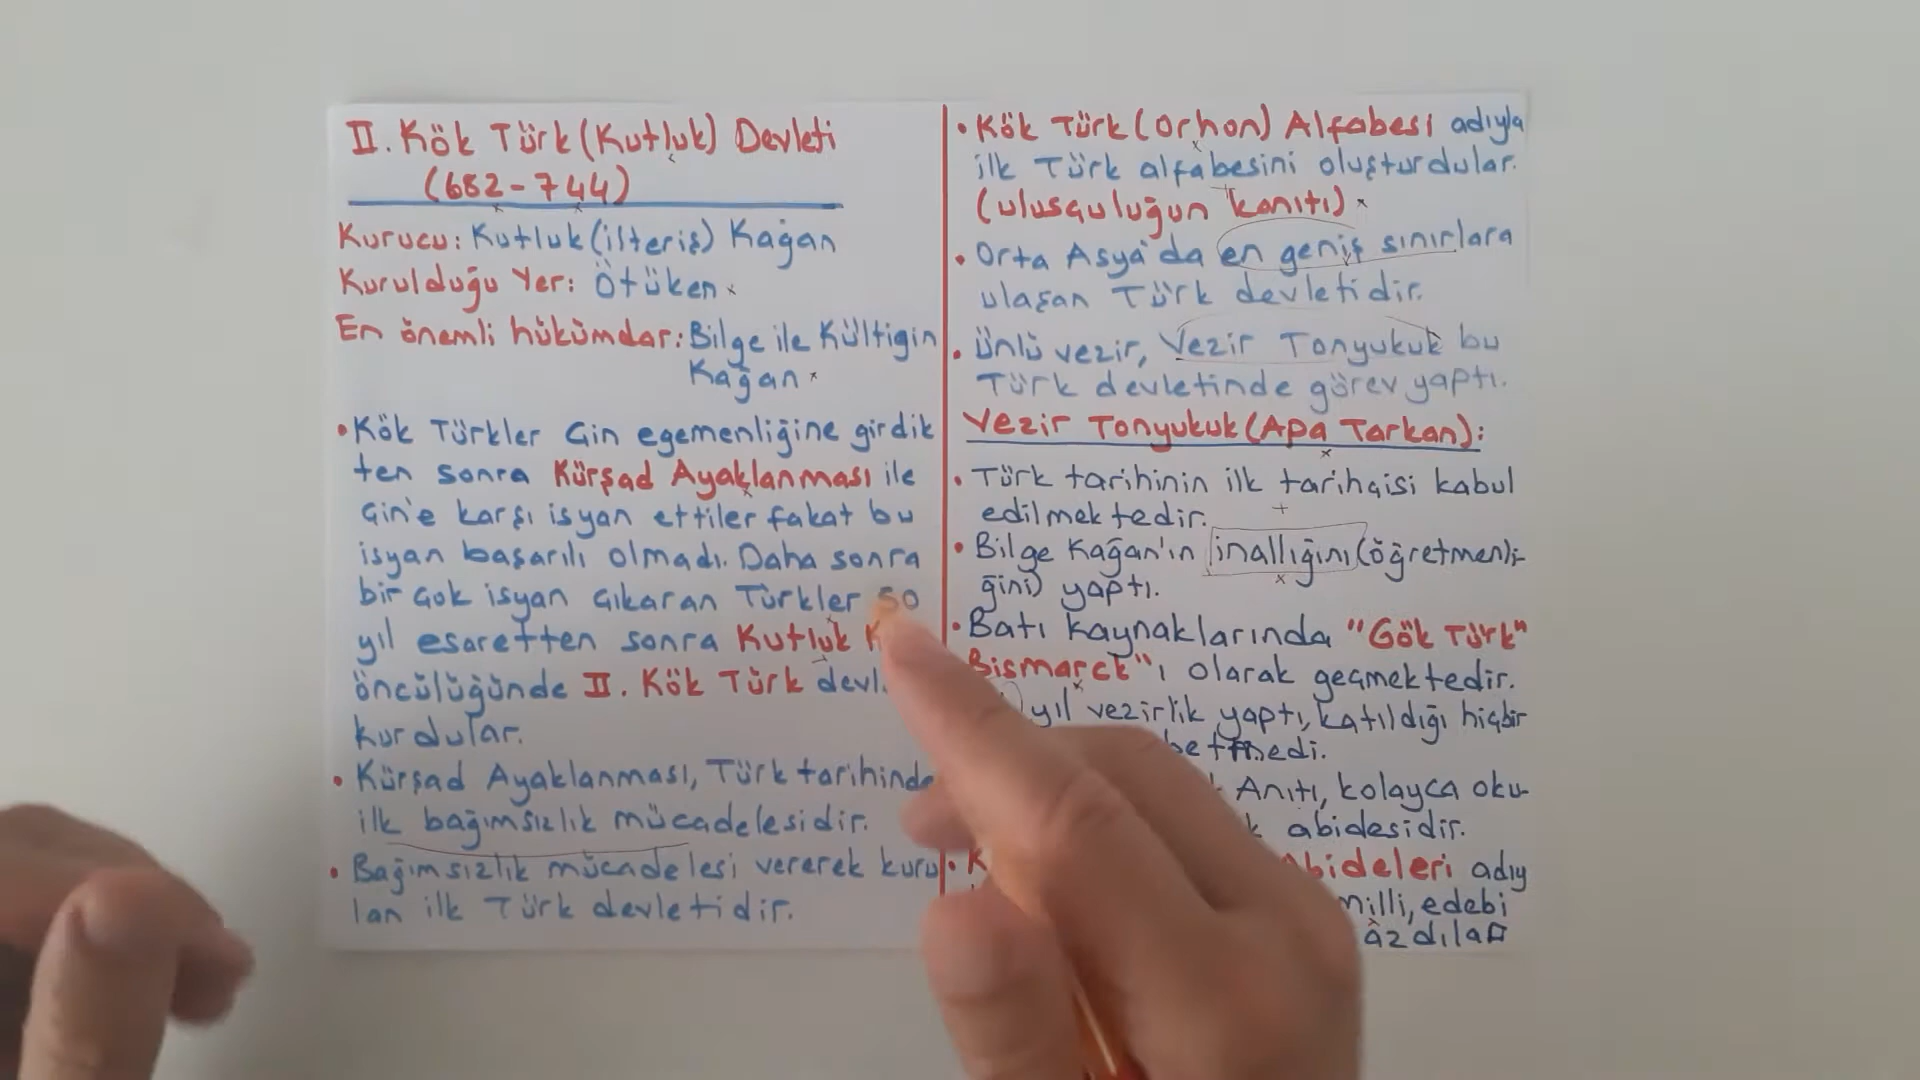 II. Kök Türk (Kutluk) Devleti
(682-744)
Kurucu: Kutluk (ilteriş) Kağan
Kurulduğu Yer: Ötüken
En önemli hükümdar: Bilge ile Kültigin
Kağan
• Kök Türkler Çin egemenliğine girdik
ten sonra Kürşad Ayaklanması ile
Çin'e karşı isyan ettiler fakat bu
isyan başarılı olmadı. Daha sonra
bir çok isyan çıkaran Türkler 50
yıl esaretten sonra Kutluk
öncülüğünde II. Kök Türk
kurdular.
• Kürşad Ayaklanması, Türk tarihinde
ilk bağımsızlık mücadelesidir.
• Bağımsızlık mücadelesi vererek kuru
lan ilk Türk devletidir.
• Kök Türk (Orhon) Alfabesi adıyla
ilk Türk alfabesini oluşturdular.
(ulusçuluğun kanıtı)
• Orta Asya'da en geniş sınırlara
ulaşan Türk devletidir.
• Ünlü vezir, Vezir Tonyukuk bu
Türk devletinde görev yaptı.
Vezir Tonyukuk (Apa Tarkan):
• Türk tarihinin ilk tarihçisi kabul
edilmektedir.
• Bilge Kağan'ın inallığını (öğretmenli-
ğini) yaptı.
• Batı kaynaklarında "Gök Türk
Bismarck"ı olarak geçmektedir.
yıl vezirlik yaptı, katıldığı hiçbir
Anıtı, kolayca oku-
abidesidir.
Abideleri adıy
milli, edebi